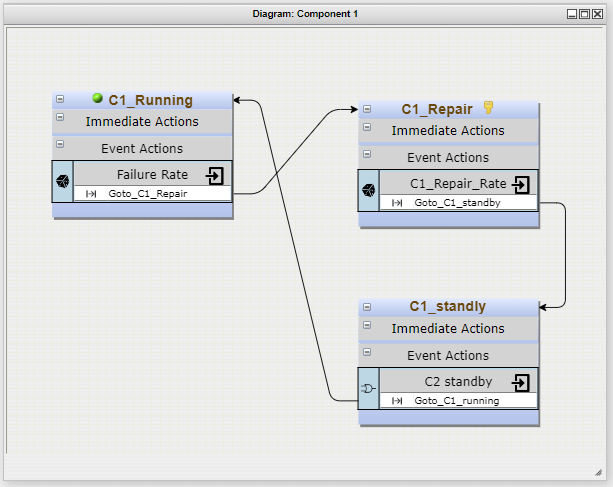 Diagram: Component 1
C1_Running
Immediate Actions
Event Actions
Failure Rate
Goto_C1_Repair
C1_Repair
Immediate Actions
Event Actions
C1_Repair_Rate
Goto_C1_standby
C1_standly
Immediate Actions
Event Actions
C2 standby
Goto_C1_running